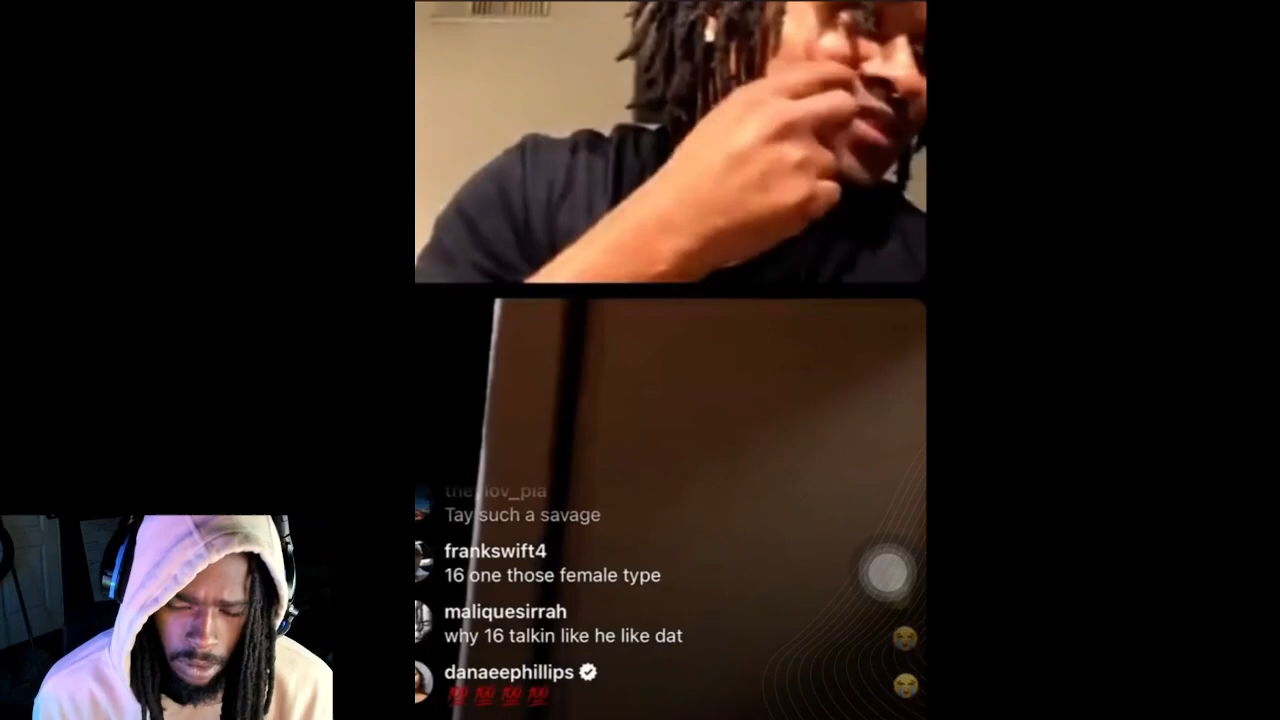 Tay such a savage
frankswift4
16 one those female type
maliquesirrah
why 16 talkin like he like dat
danaeephillips
💯 💯 💯 💯